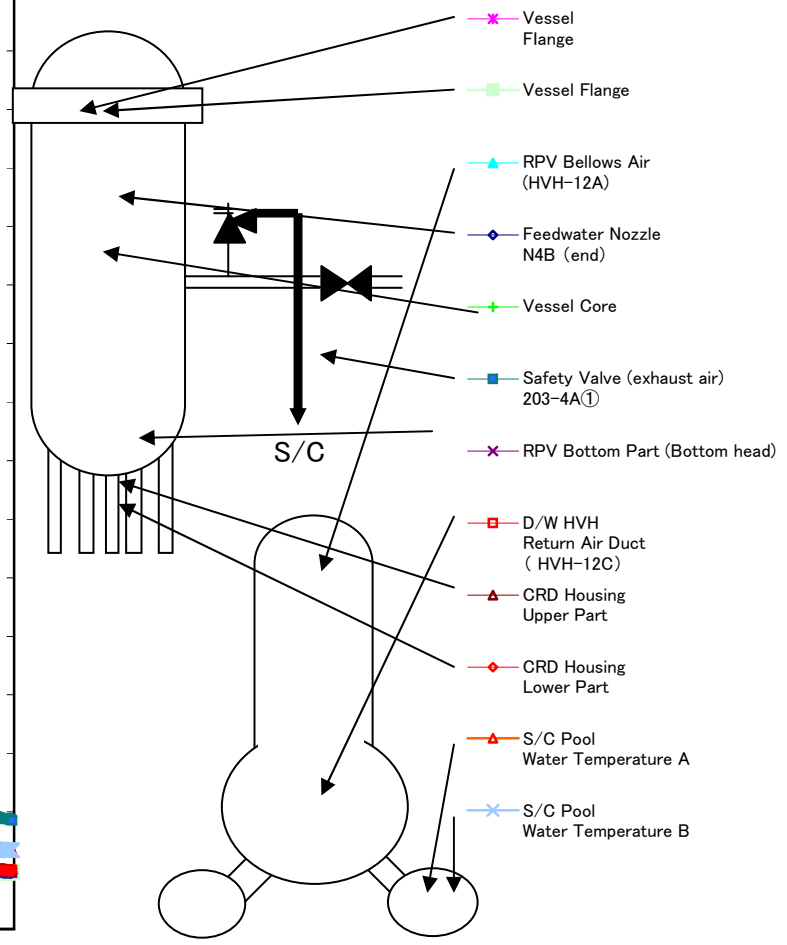 Vessel
Flange
Vessel Flange
RPV Bellows Air
(HVH-12A)
Feedwater Nozzle
N4B (end)
Vessel Core
Safety Valve (exhaust air)
203-4A①
S/C
RPV Bottom Part (Bottom head)
D/W HVH
Return Air Duct
( HVH-12C)
CRD Housing
Upper Part
CRD Housing
Lower Part
S/C Pool
Water Temperature A
S/C Pool
Water Temperature B